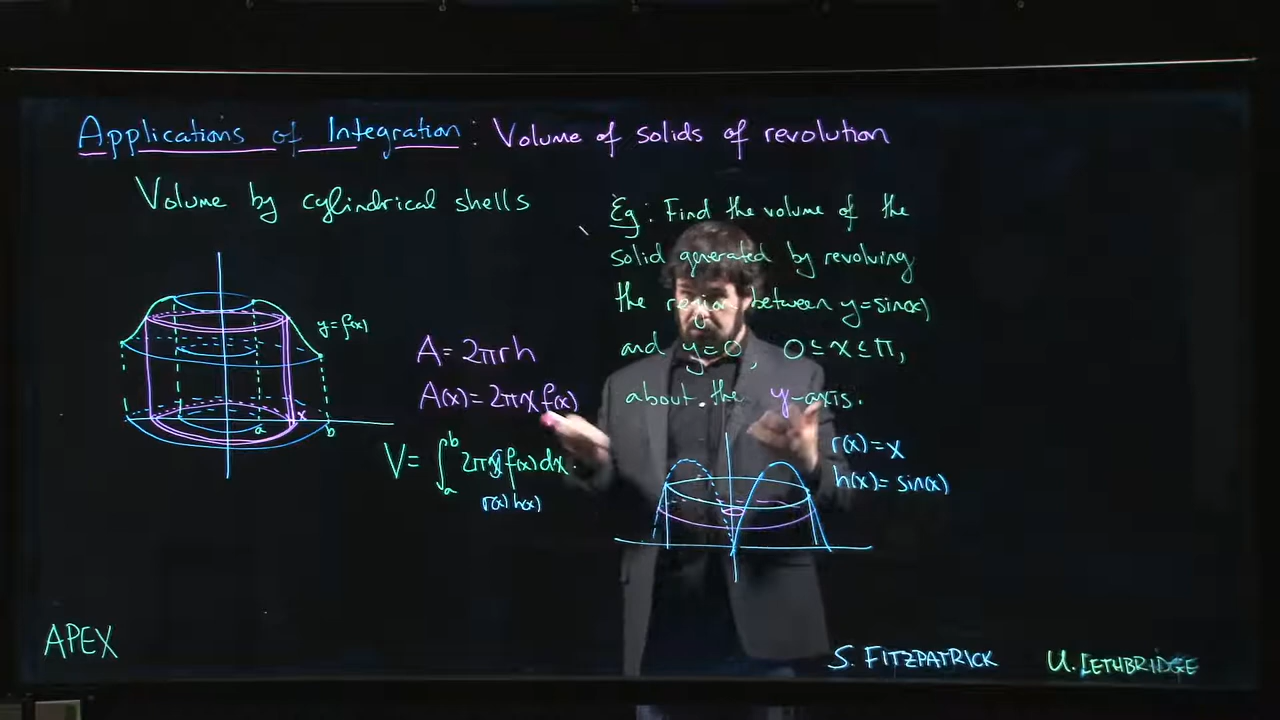 Applications of Integration: Volume of solids of revolution
Volume by cylindrical shells
y=f(x)
x
a
b
A=2πrh
A(x)=2πx f(x)
V=∫_a^b 2πx f(x)dx.
r(x) h(x)
Eg: Find the volume of the
solid generated by revolving
the region between y=sin(x)
and y=0, 0≤x≤π,
about the y-axis.
r(x)=x
h(x)=sin(x)
APEX
S. FITZPATRICK
U. LETHBRIDGE